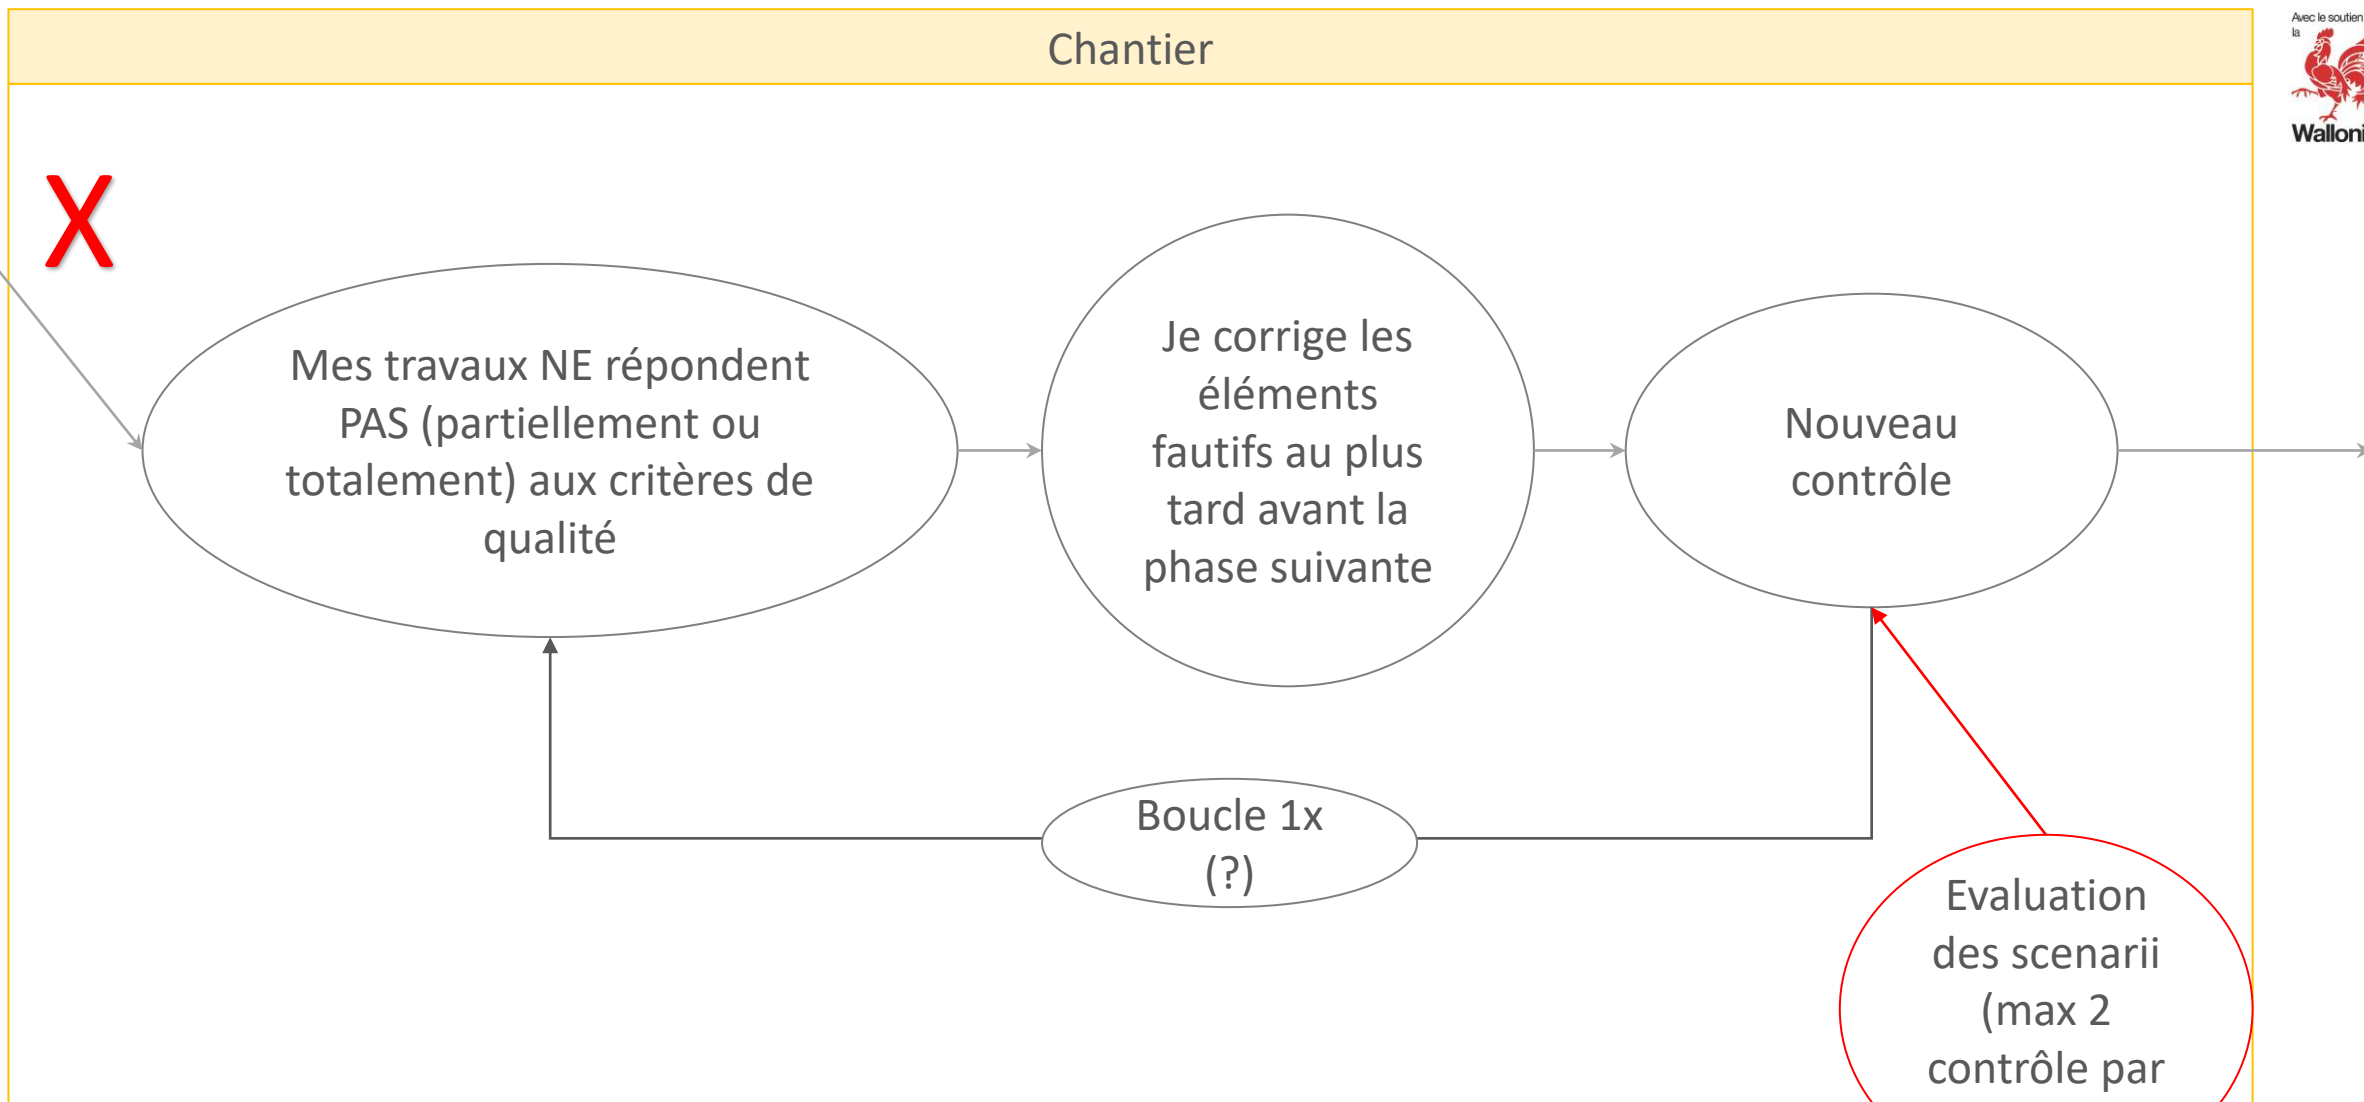 Chantier
Avec le soutien
la
Walloni
X
Mes travaux NE répondent
PAS (partiellement ou
totalement) aux critères de
qualité
Je corrige les
éléments
fautifs au plus
tard avant la
phase suivante
Nouveau
contrôle
Boucle 1x
(?)
Evaluation
des scenarii
(max 2
contrôle par